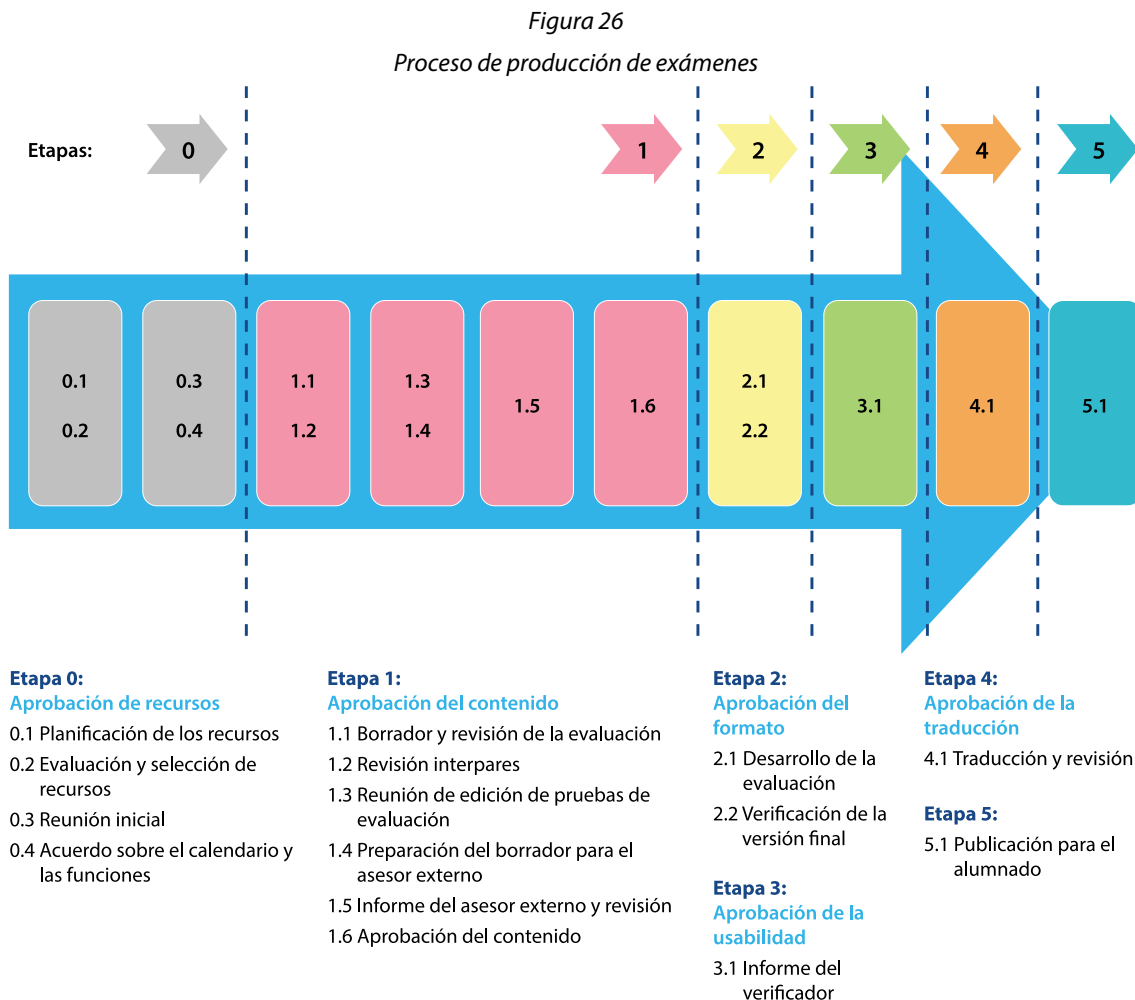 Figura 26
Proceso de producción de exámenes
Etapas:
0
1
2
3
4
5
0.1
0.2
0.3
0.4
1.1
1.2
1.3
1.4
1.5
1.6
2.1
2.2
3.1
4.1
5.1
Etapa 0:
Aprobación de recursos
0.1 Planificación de los recursos
0.2 Evaluación y selección de
recursos
0.3 Reunión inicial
0.4 Acuerdo sobre el calendario y
las funciones
Etapa 1:
Aprobación del contenido
1.1 Borrador y revisión de la evaluación
1.2 Revisión interpares
1.3 Reunión de edición de pruebas de
evaluación
1.4 Preparación del borrador para el
asesor externo
1.5 Informe del asesor externo y revisión
1.6 Aprobación del contenido
Etapa 2:
Aprobación del
formato
2.1 Desarrollo de la
evaluación
2.2 Verificación de la
versión final
Etapa 3:
Aprobación de la
usabilidad
3.1 Informe del
verificador
Etapa 4:
Aprobación de la
traducción
4.1 Traducción y revisión
Etapa 5:
5.1 Publicación para el
alumnado